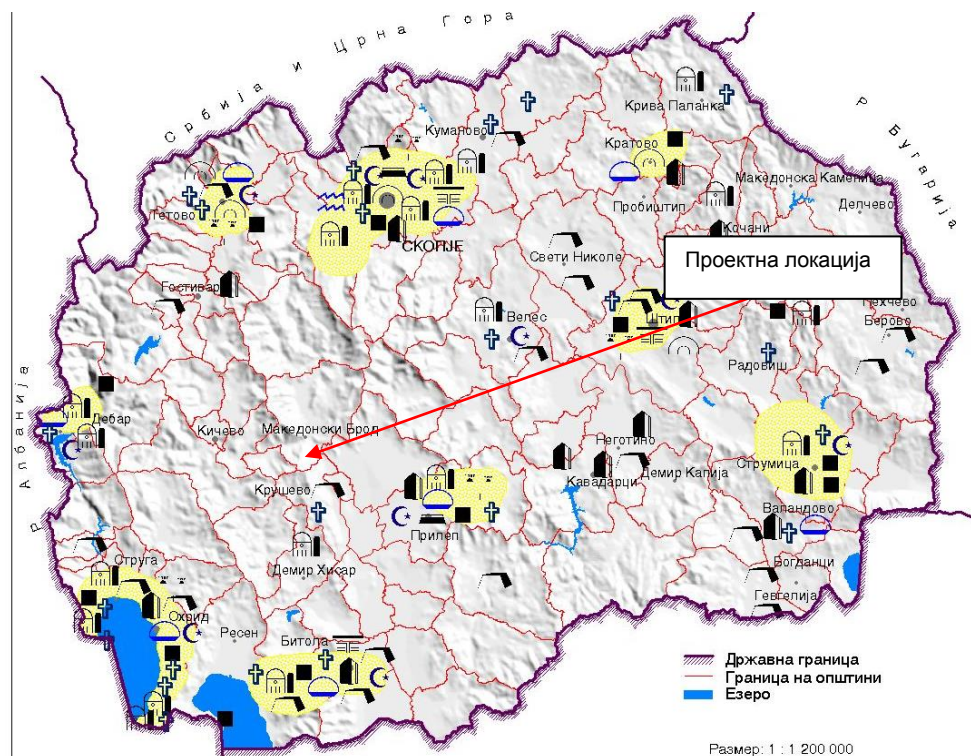 Србија и Црна Гора
Р. Бугарија
Крива Паланка
Куманово
Кратово
Македонска Каменица
Делчево
Пробиштип
Тетово
Кочани
СКОПЈЕ
Свети Николе
Проектна локација
Гостивар
Пехчево
Велес
Штип
Берово
Радовиш
Р. Албанија
Дебар
Кичево
Македонски Брод
Неготино
Струмица
Крушево
Кавадарци
Демир Капија
Прилеп
Валандово
Струга
Демир Хисар
Богданци
Гевгелија
Охрид
Ресен
Битола
Државна граница
Граница на општини
Езеро
Размер: 1 : 1 200 000